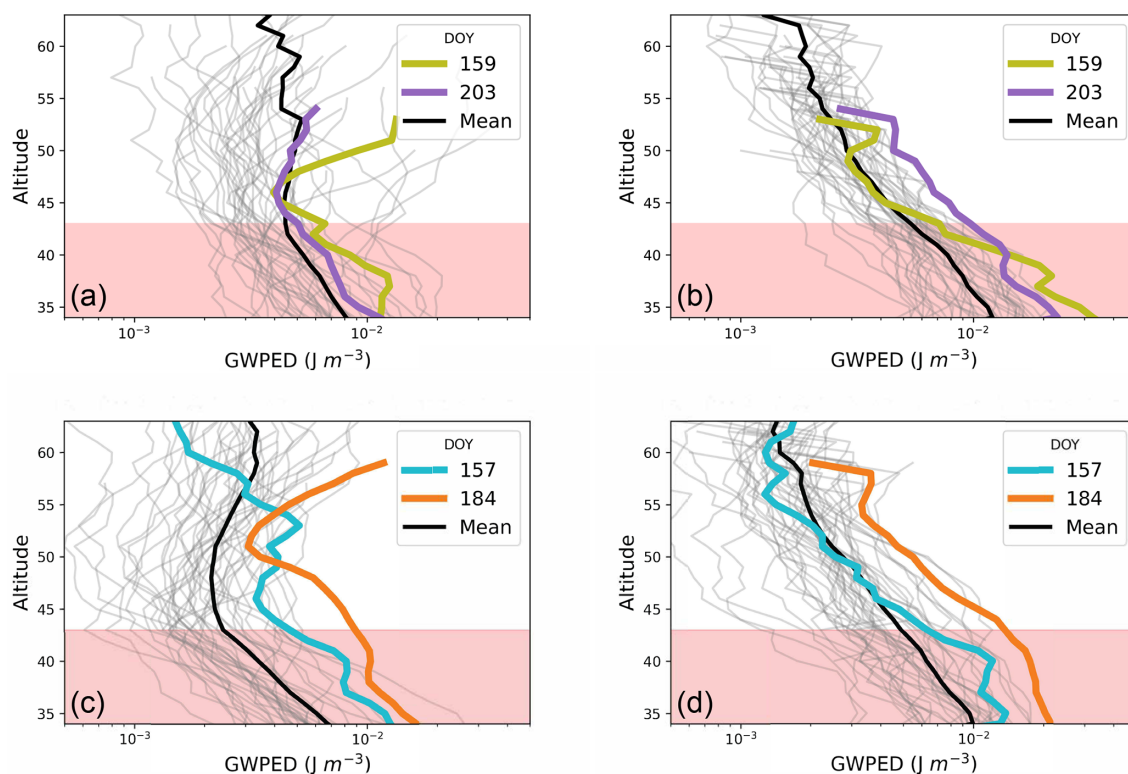 60
55
50
45
40
35
Altitude
DOY
159
203
Mean
(a)
10⁻³
10⁻²
GWPED (J m⁻³)
60
55
50
45
40
35
Altitude
DOY
159
203
Mean
(b)
10⁻³
10⁻²
GWPED (J m⁻³)
60
55
50
45
40
35
Altitude
DOY
157
184
Mean
(c)
10⁻³
10⁻²
GWPED (J m⁻³)
60
55
50
45
40
35
Altitude
DOY
157
184
Mean
(d)
10⁻³
10⁻²
GWPED (J m⁻³)